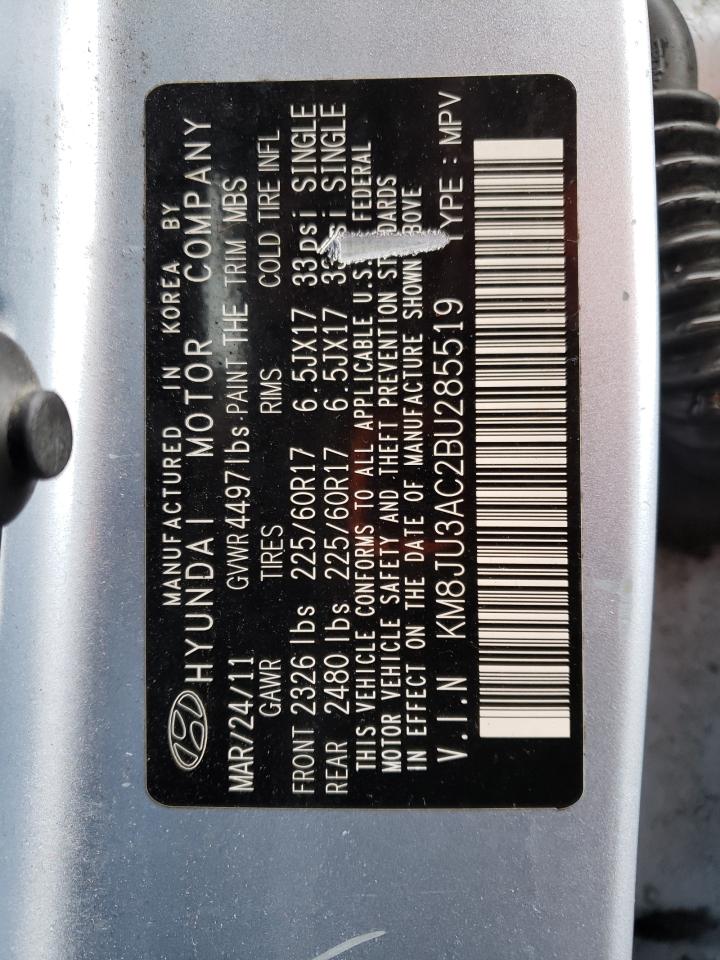 MANUFACTURED IN KOREA BY
HYUNDAI MOTOR COMPANY
MAR/24/11 GVWR 4497 lbs PAINT THE TRIM MBS
GAWR TIRES RIMS COLD TIRE INFL
FRONT 2326 lbs 225/60R17 6.5JX17 33psi SINGLE
REAR 2480 lbs 225/60R17 6.5JX17 SINGLE
THIS VEHICLE CONFORMS TO ALL APPLICABLE U.S. FEDERAL
MOTOR VEHICLE SAFETY AND THEFT PREVENTION STANDARDS
IN EFFECT ON THE DATE OF MANUFACTURE SHOWN ABOVE
V.I.N KM8JU3AC2BU285519 TYPE : MPV